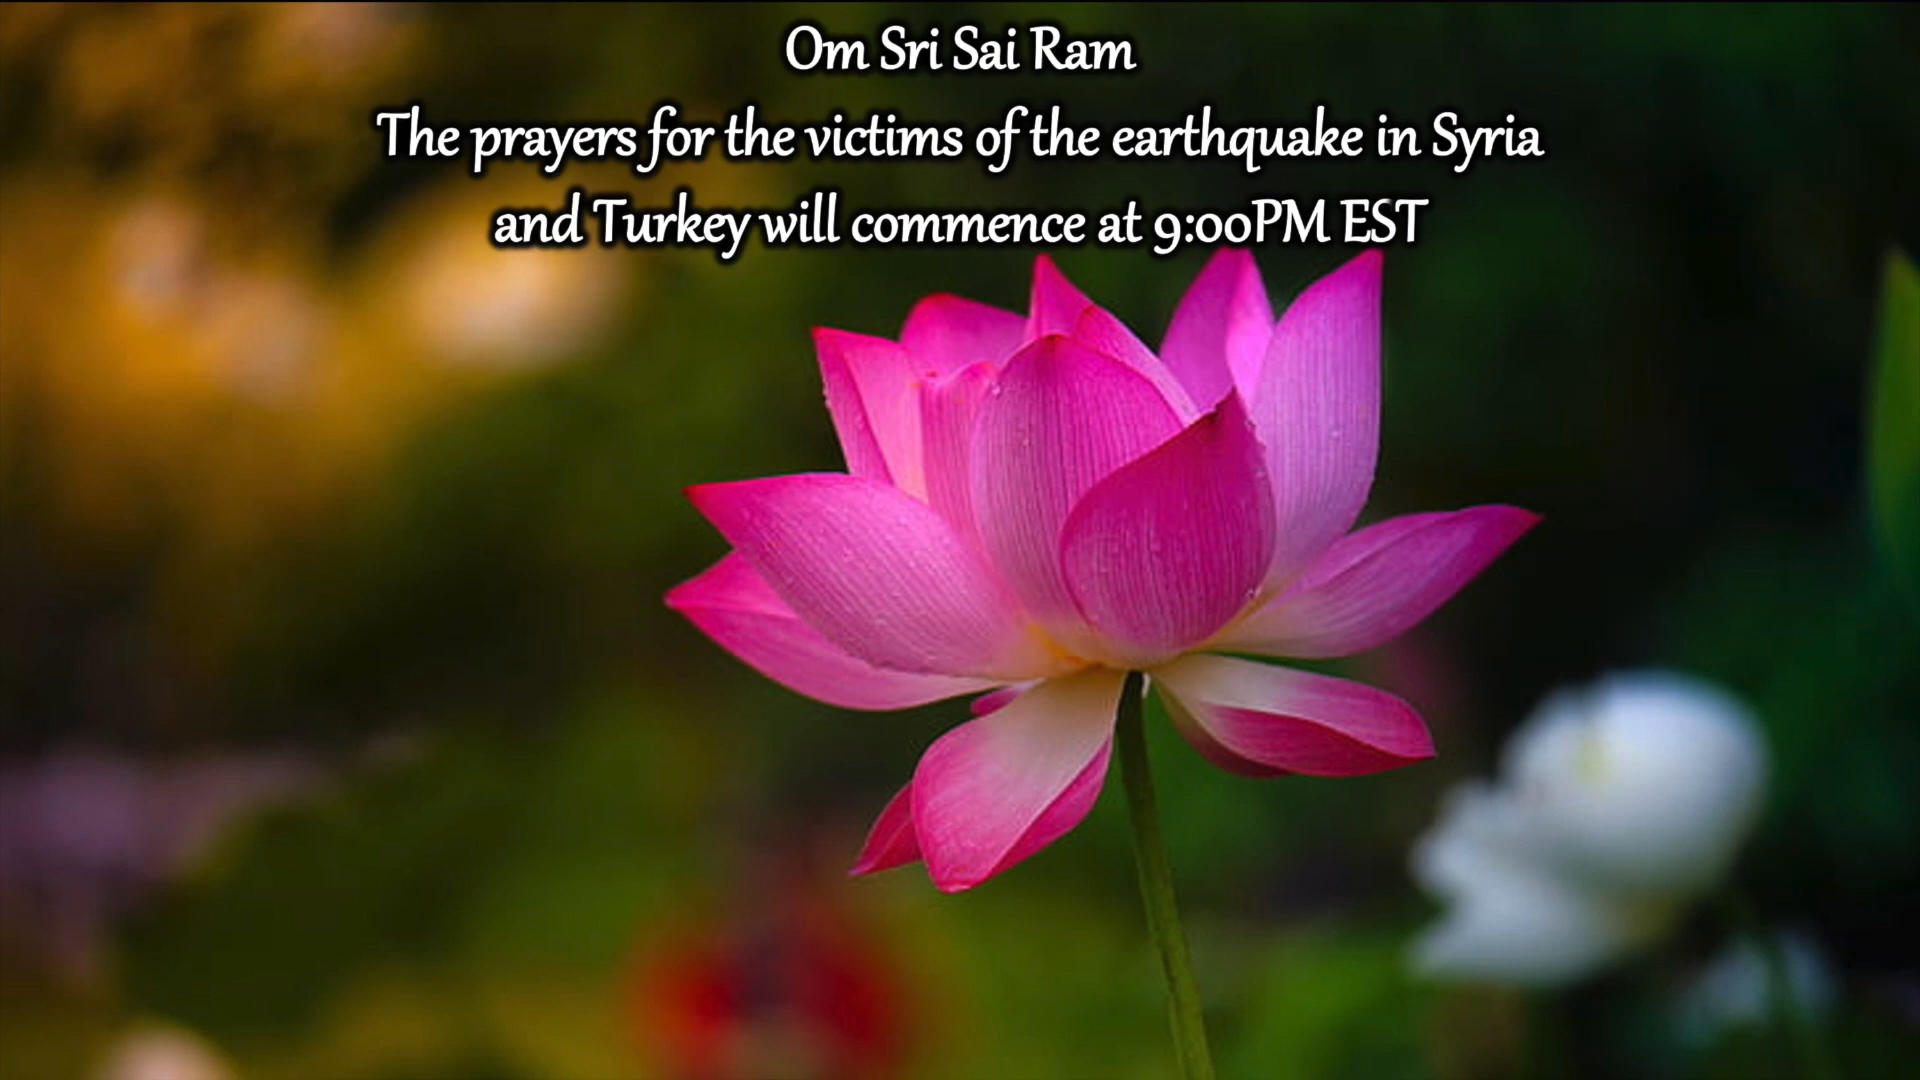 Om Sri Sai Ram
The prayers for the victims of the earthquake in Syria
and Turkey will commence at 9:00PM EST